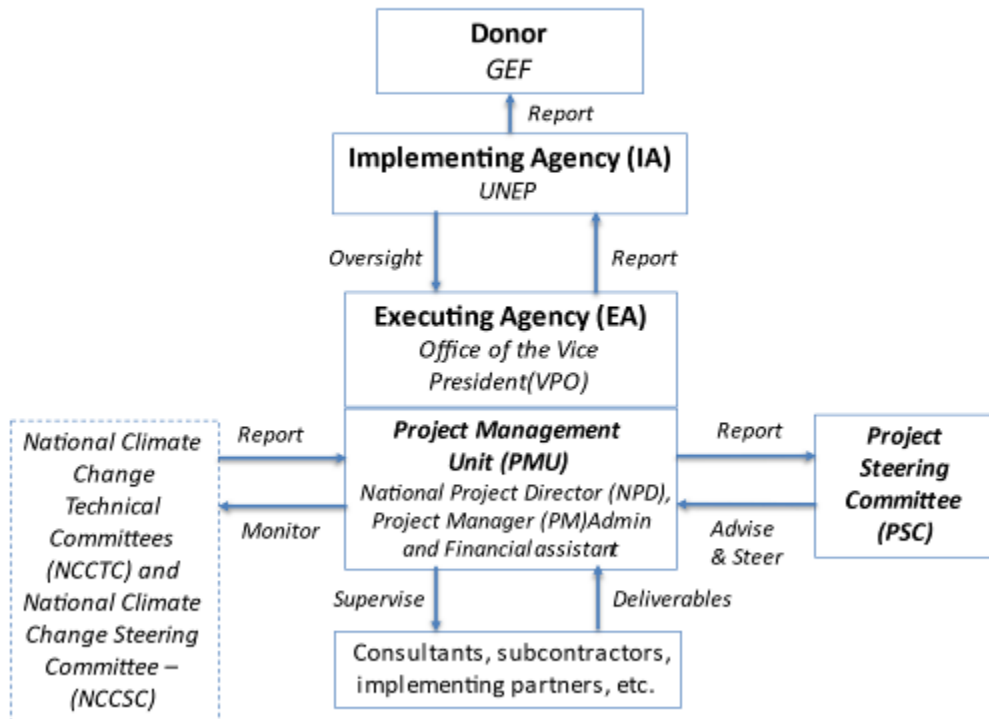 Donor
GEF
Report
Implementing Agency (IA)
UNEP
Oversight
Report
Executing Agency (EA)
Office of the Vice
President(VPO)
National Climate
Change
Technical
Committees
(NCCTC) and
National Climate
Change Steering
Committee –
(NCCSC)
Report
Monitor
Project Management
Unit (PMU)
National Project Director (NPD),
Project Manager (PM)Admin
and Financialassistart
Report
Advise
& Steer
Project
Steering
Committee
(PSC)
Supervise
Deliverables
Consultants, subcontractors,
implementing partners, etc.